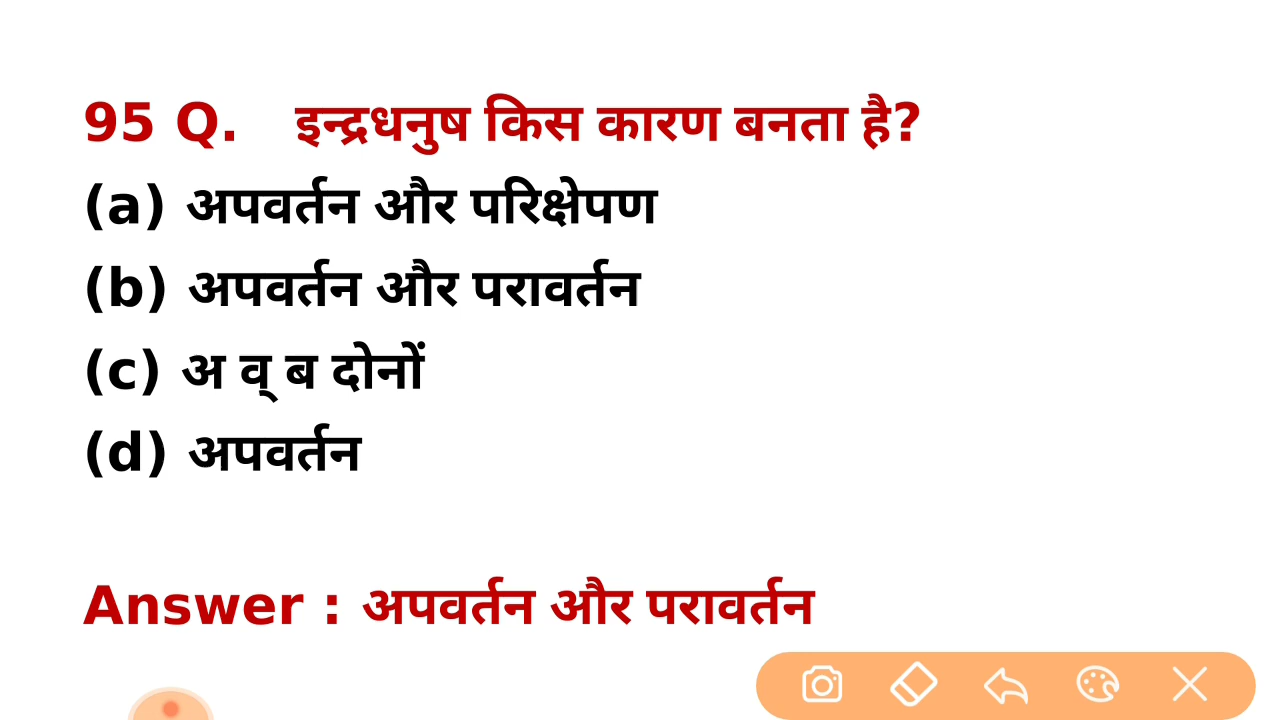 95 Q. इन्द्रधनुष किस कारण बनता है?
(a) अपवर्तन और परिक्षेपण
(b) अपवर्तन और परावर्तन
(c) अ व् ब दोनों
(d) अपवर्तन
Answer : अपवर्तन और परावर्तन